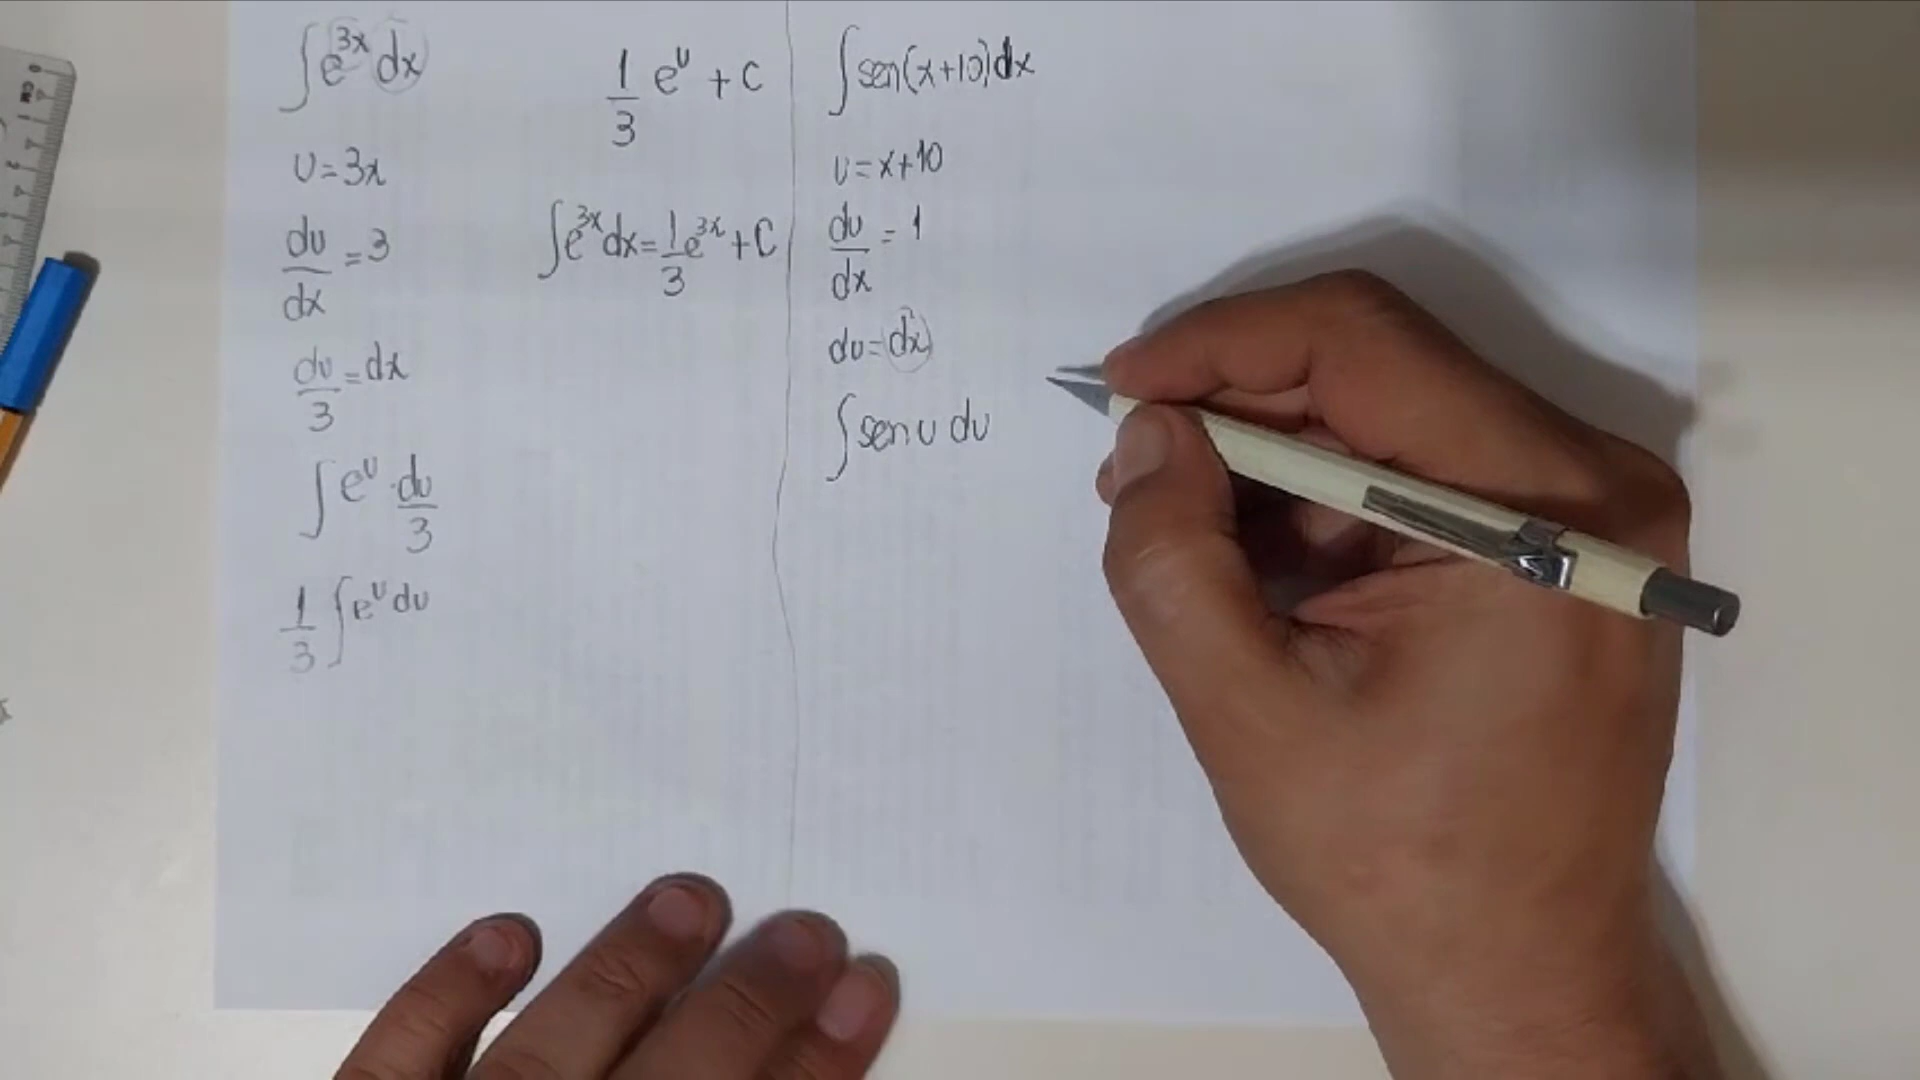 ∫e^{3x} dx
u=3x
du/dx = 3
du/3 = dx
∫ e^u · du/3
1/3 ∫e^u du
1/3 e^u + C
∫e^{3x} dx = 1/3 e^{3x} + C
∫sen(x+10)dx
u=x+10
du/dx = 1
du=dx
∫sen u du